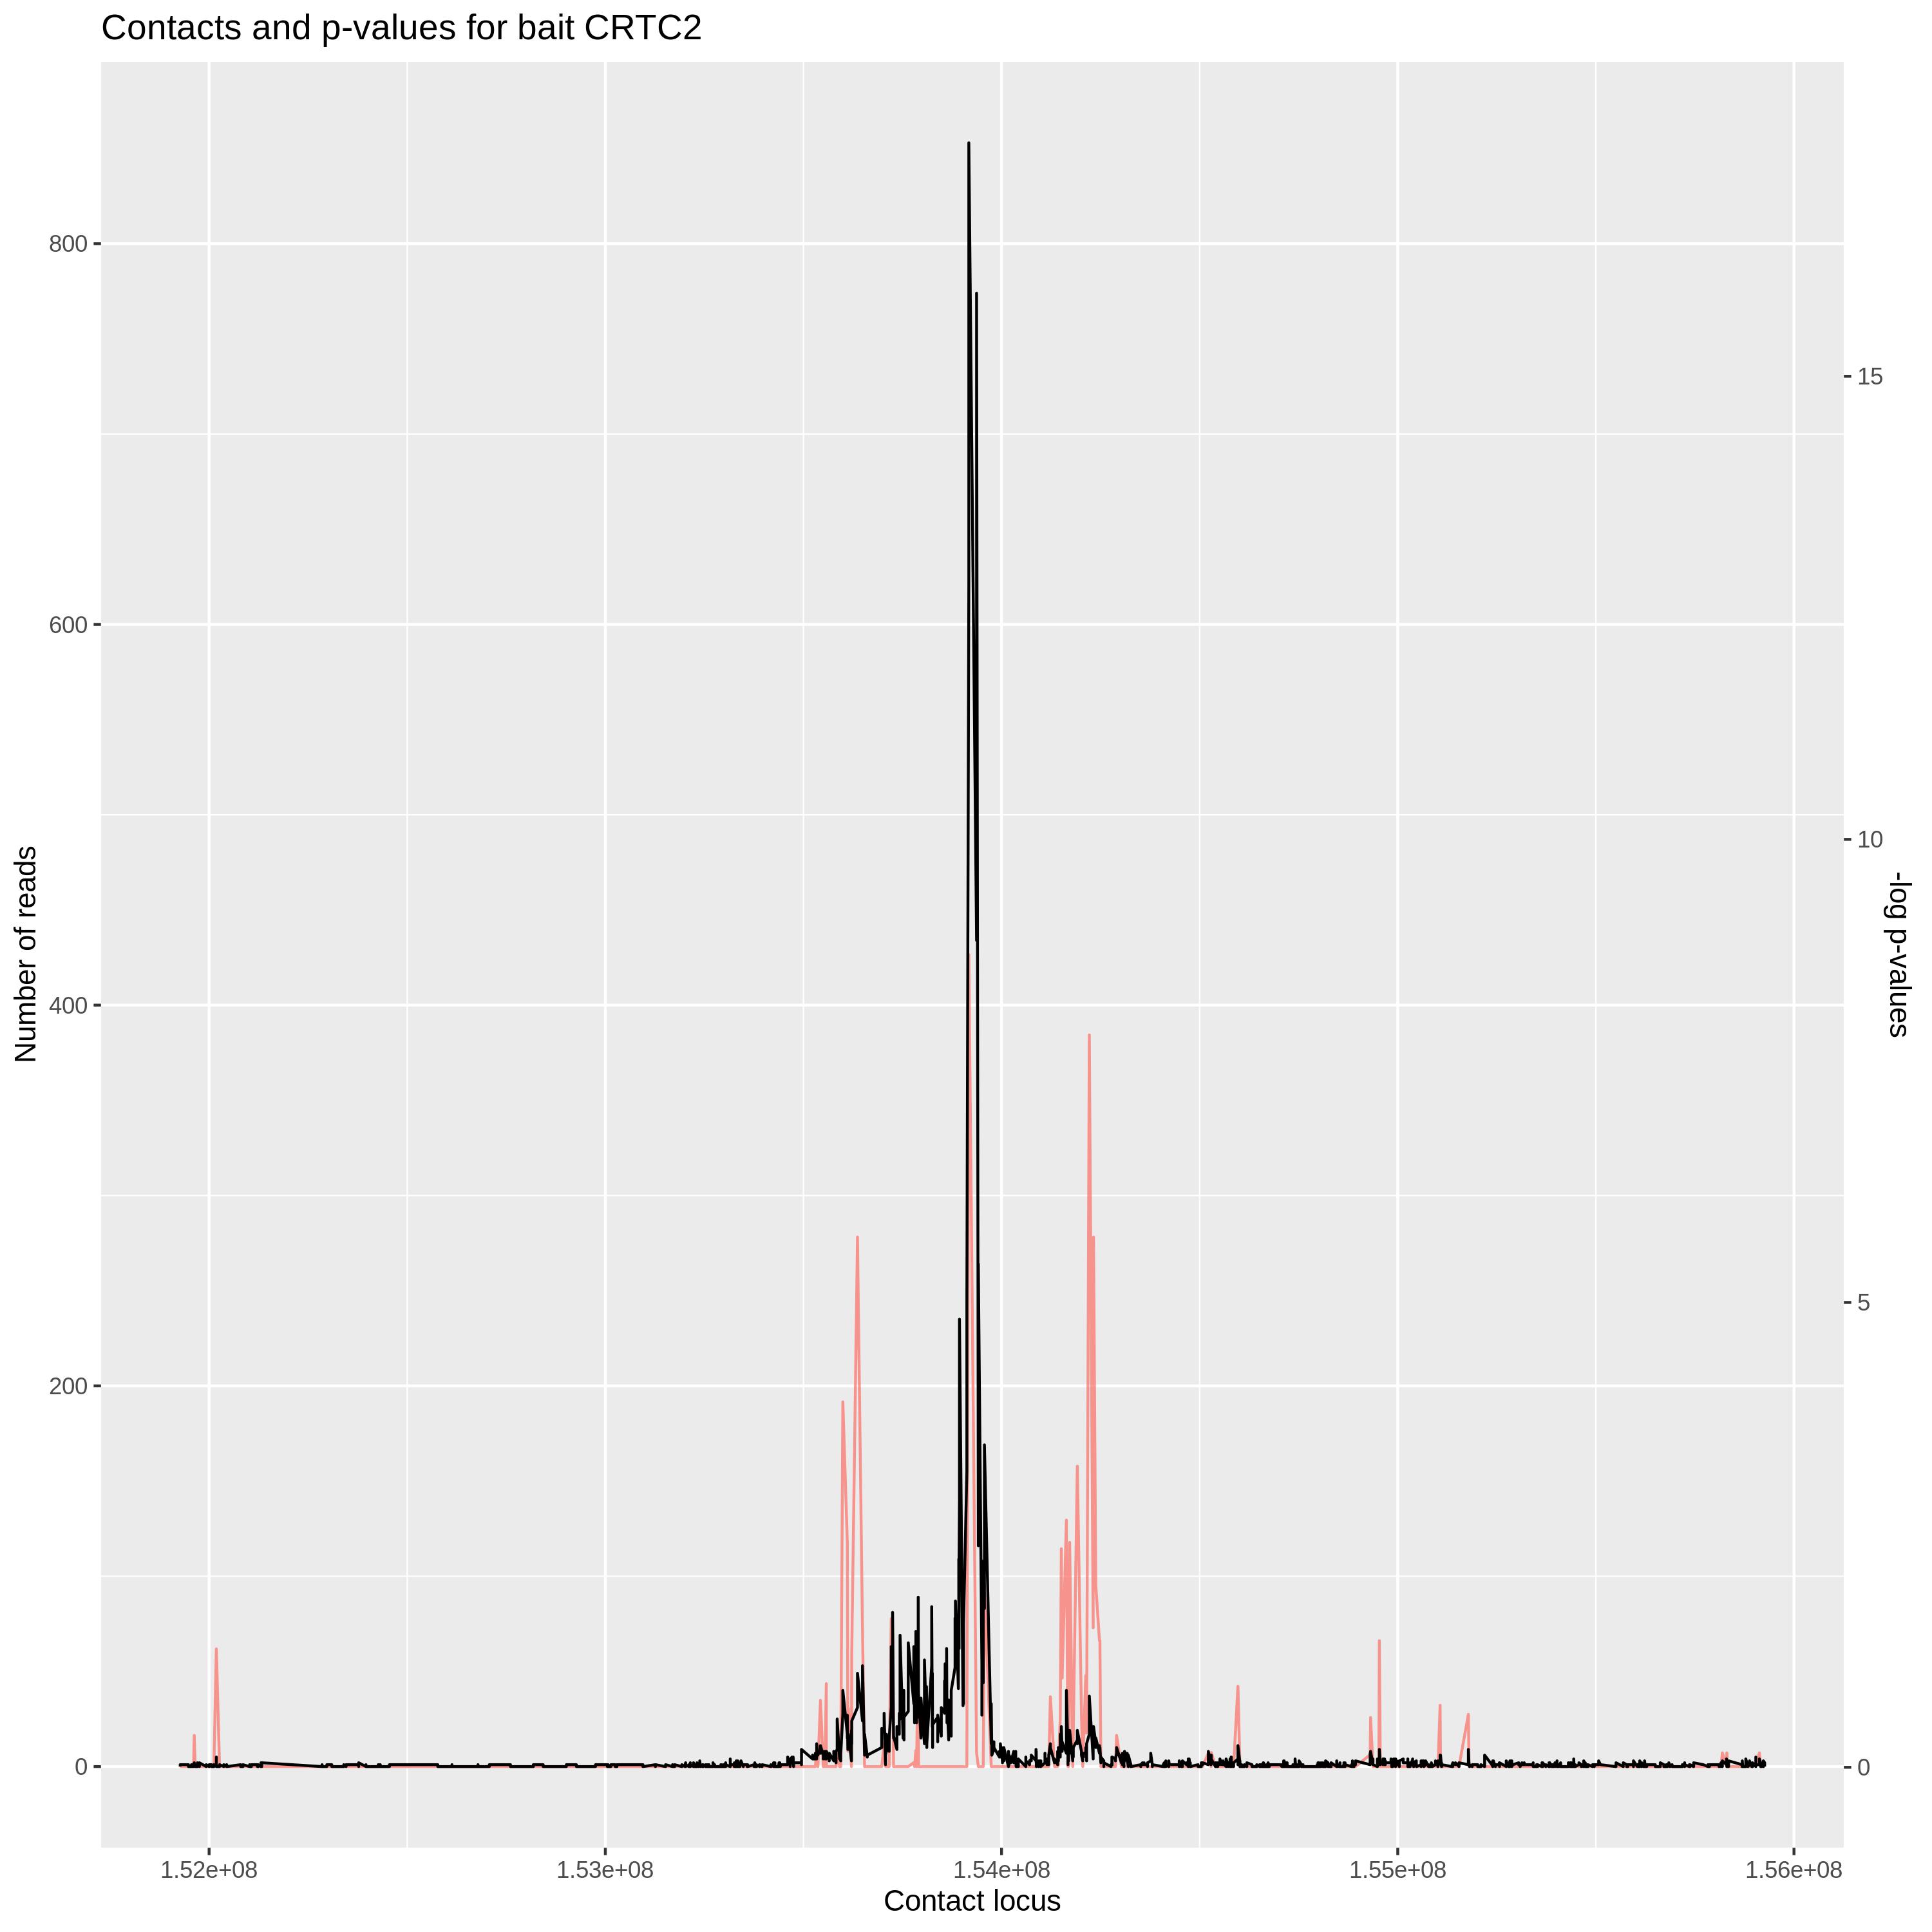 Contacts and p-values for bait CRTC2
800
600
400
200
0
Number of reads
15
10
5
0
-log p-values
1.52e+08
1.53e+08
1.54e+08
1.55e+08
1.56e+08
Contact locus